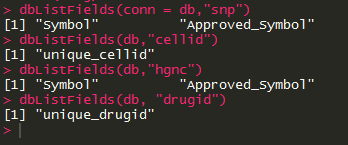 > dbListFields(conn = db,"snp")
[1] "Symbol"          "Approved_Symbol"
> dbListFields(db,"cellid")
[1] "unique_cellid"
> dbListFields(db,"hgnc")
[1] "Symbol"          "Approved_Symbol"
> dbListFields(db, "drugid")
[1] "unique_drugid"
>